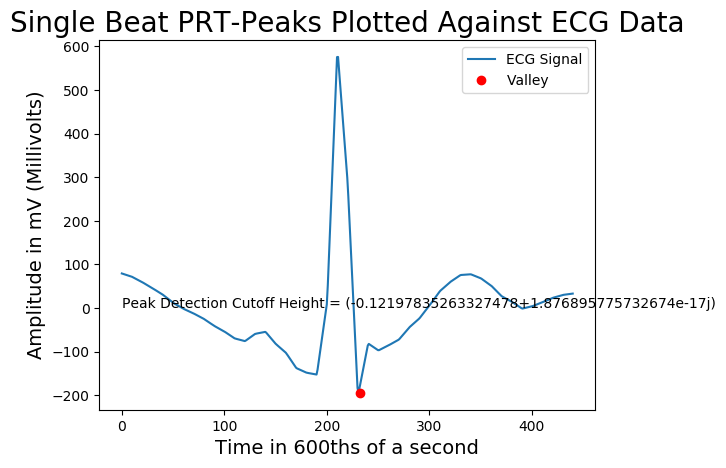 Single Beat PRT-Peaks Plotted Against ECG Data
600
500
400
300
200
100
0
−100
−200
Amplitude in mV (Millivolts)
ECG Signal
Valley
Peak Detection Cutoff Height = (-0.12197835263327478+1.876895775732674e-17j)
0 100 200 300 400
Time in 600ths of a second